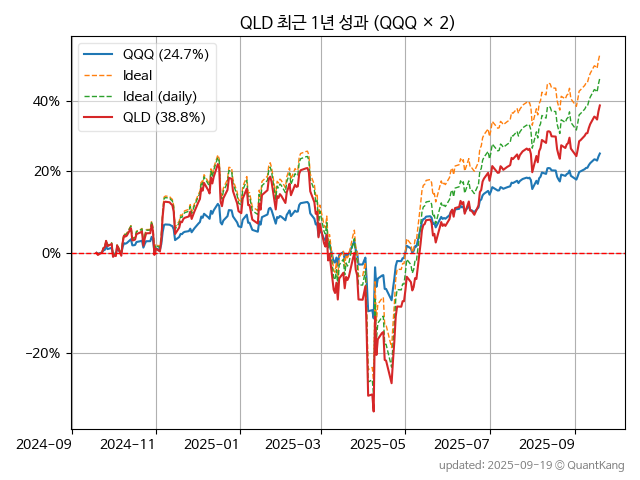 QLD 최근 1년 성과 (QQQ × 2)
QQQ (24.7%)
Ideal
Ideal (daily)
QLD (38.8%)
40%
20%
0%
−20%
2024-09
2024-11
2025-01
2025-03
2025-05
2025-07
2025-09
updated: 2025-09-19 © QuantKang